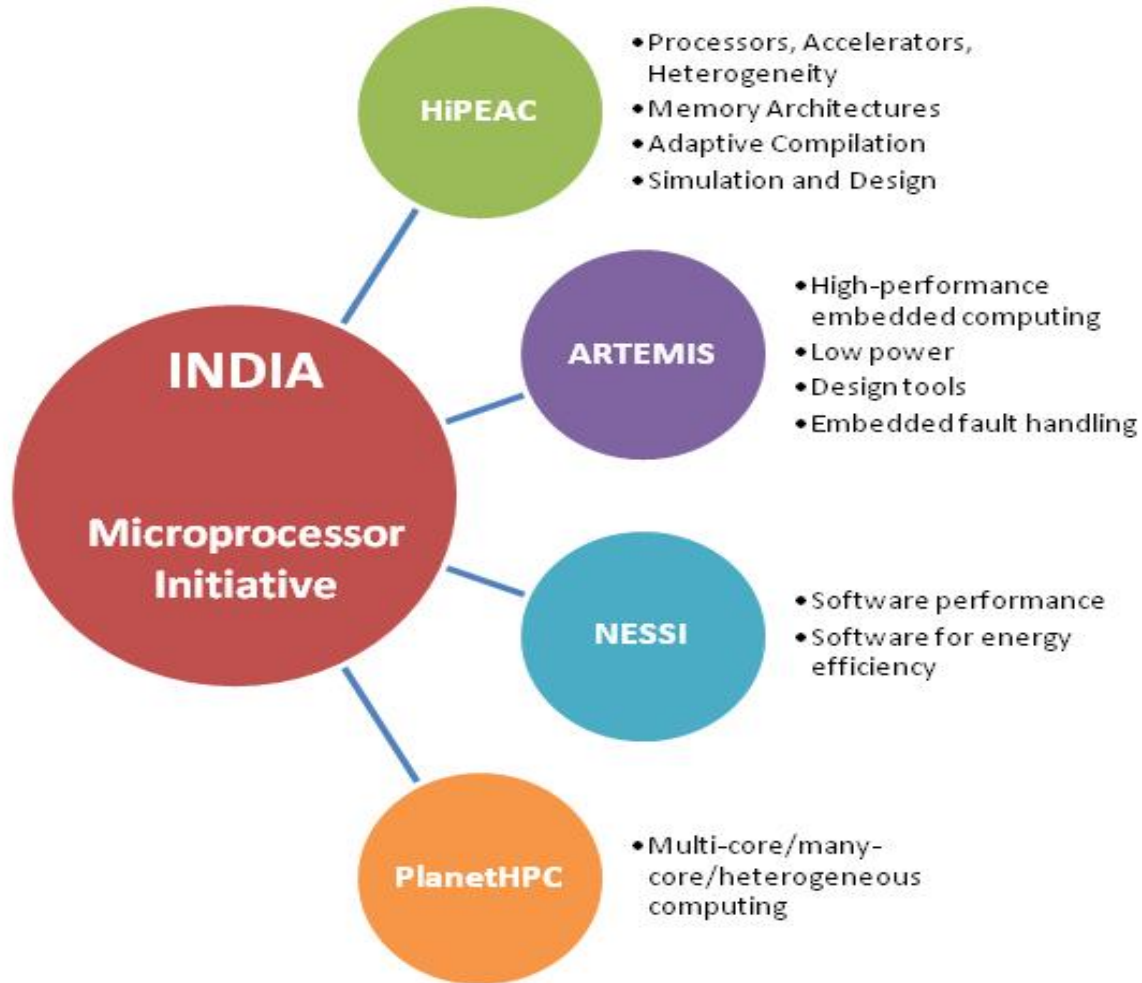 HiPEAC
•Processors, Accelerators,
Heterogeneity
•Memory Architectures
•Adaptive Compilation
•Simulation and Design
INDIA
Microprocessor
Initiative
ARTEMIS
•High-performance
embedded computing
•Low power
•Design tools
•Embedded fault handling
NESSI
•Software performance
•Software for energy
efficiency
PlanetHPC
•Multi-core/many-
core/heterogeneous
computing